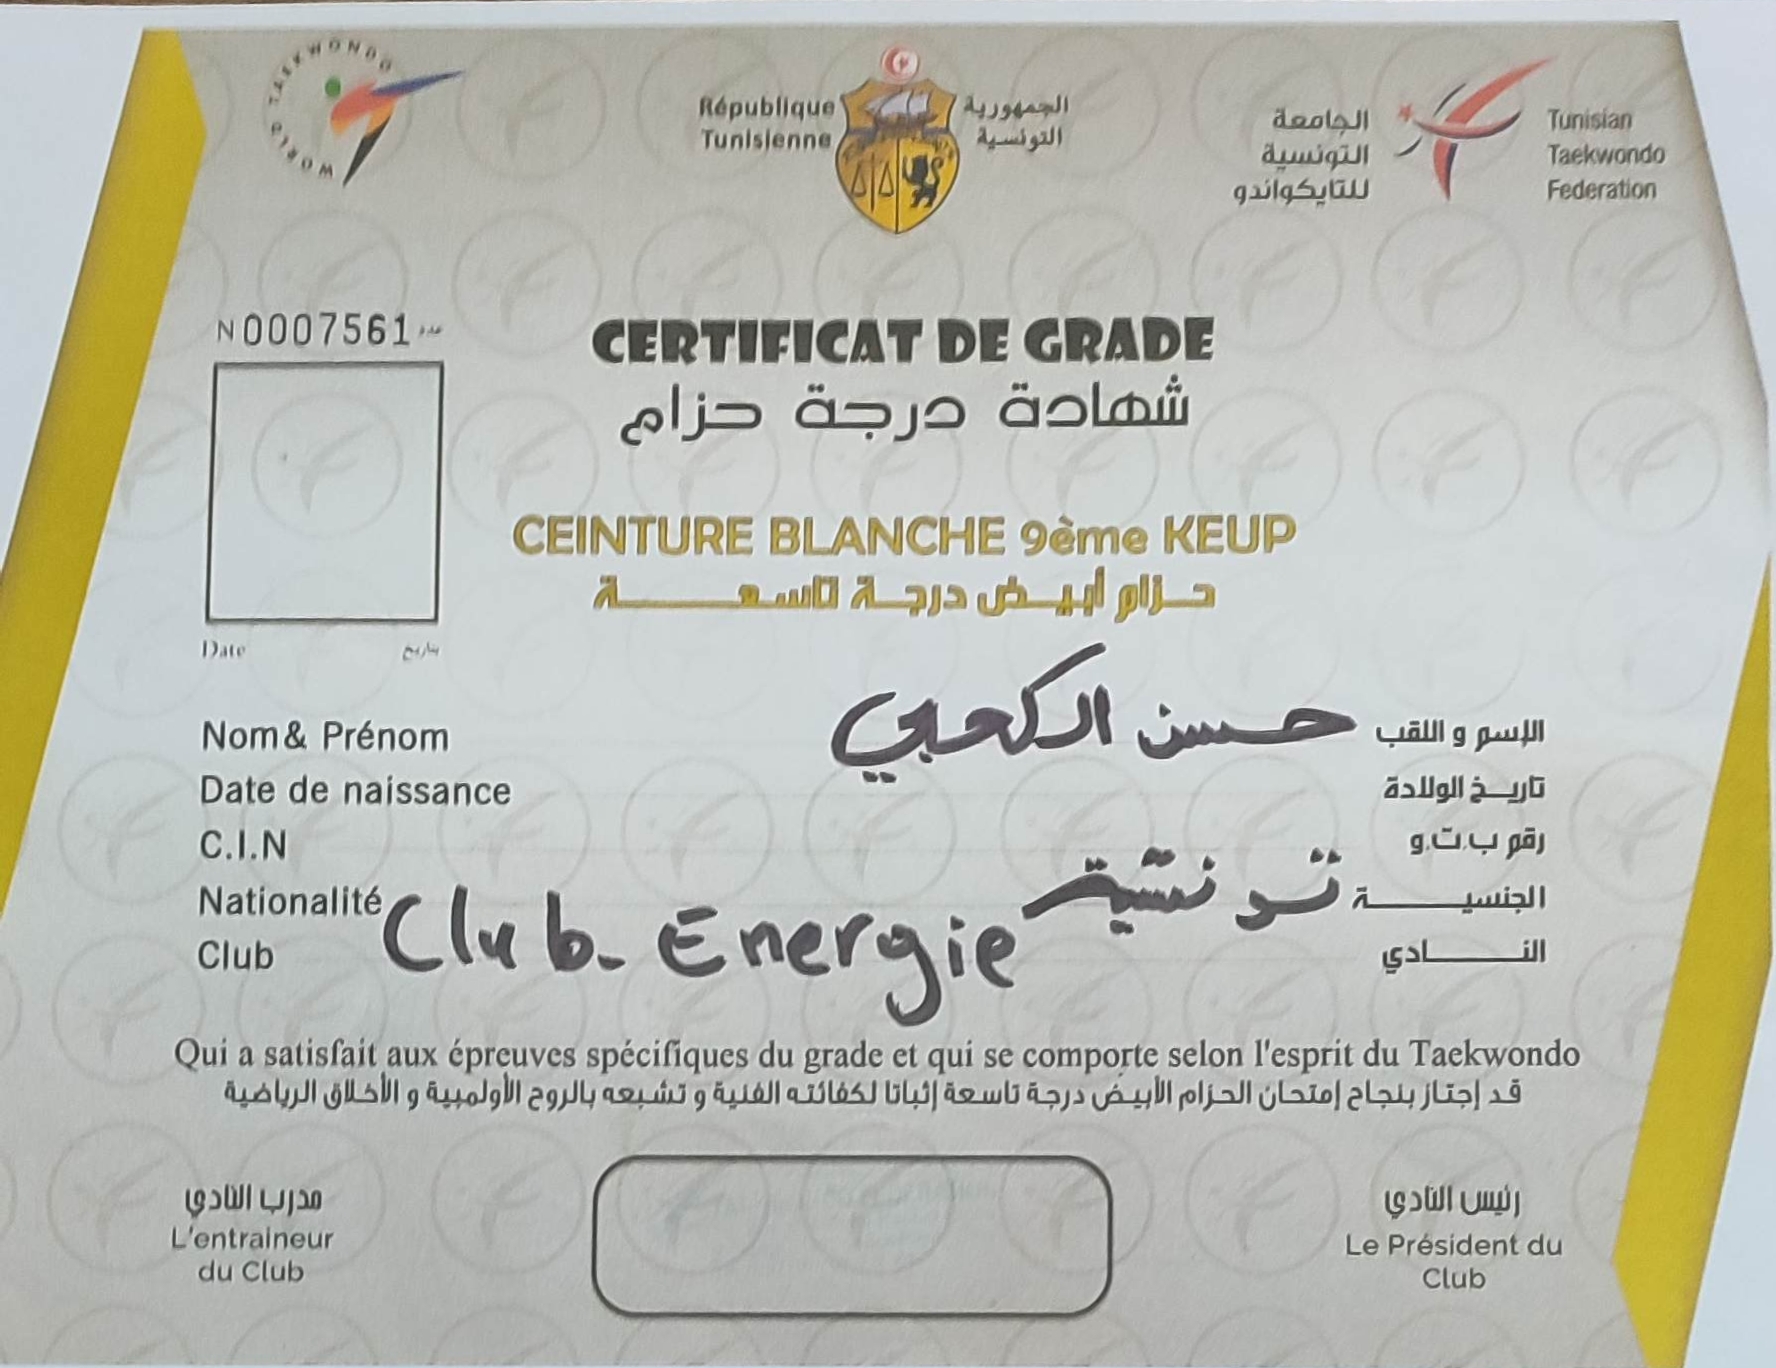 WORLD TAEKWONDO
République
Tunisienne
الجمهورية
التونسية
الجامعة
التونسية
للتايكواندو
Tunisian
Taekwondo
Federation
N 0007561 عدد
CERTIFICAT DE GRADE
شهادة درجة حزام
CEINTURE BLANCHE 9ème KEUP
حزام أبيض درجة تاسعة
Date بتاريخ
Nom& Prénom حسن الكعبي الإسم و اللقب
Date de naissance تاريخ الولادة
C.I.N رقم ب.ت.و
Nationalité تونسية الجنسية
Club Club-Energie النادي
Qui a satisfait aux épreuves spécifiques du grade et qui se comporte selon l'esprit du Taekwondo
قد إجتاز بنجاح إمتحان الحزام الأبيض درجة تاسعة إثباتا لكفائته الفنية و تشبعه بالروح الأولمبية و الأخلاق الرياضية
مدرب النادي
L'entraineur
du Club
رئيس النادي
Le Président du
Club